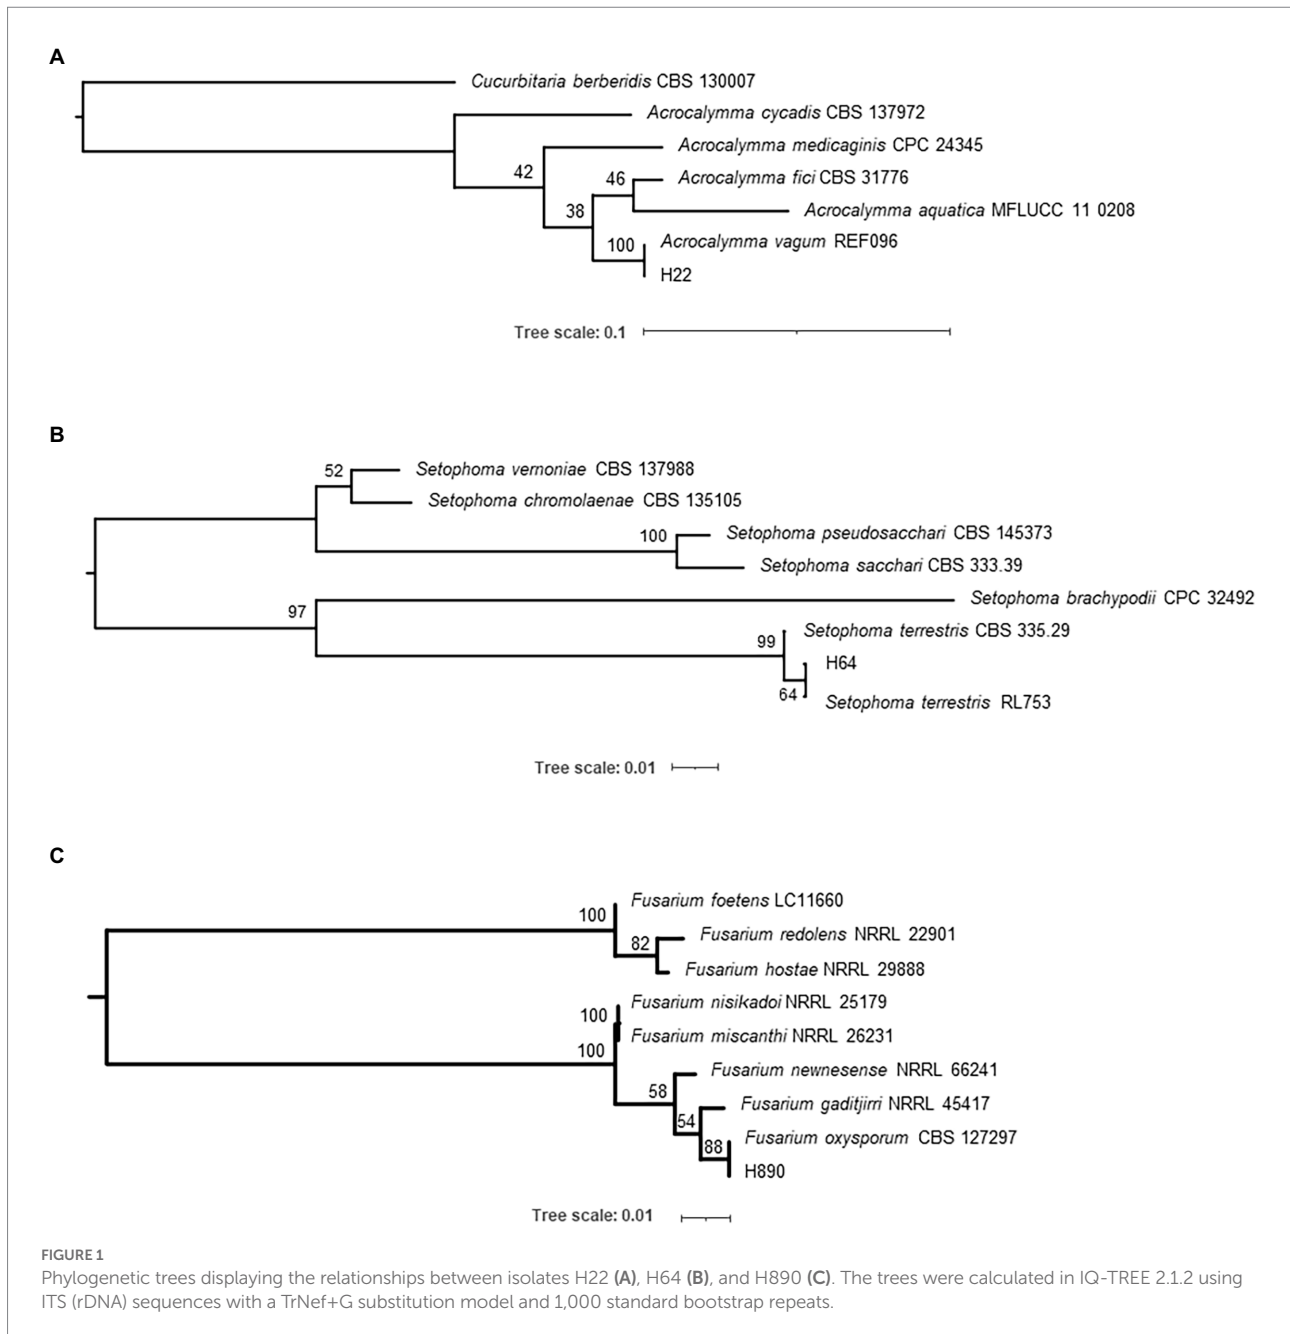 A
Cucurbitaria berberidis CBS 130007
Acrocalymma cycadis CBS 137972
Acrocalymma medicaginis CPC 24345
42
46
Acrocalymma fici CBS 31776
Acrocalymma aquatica MFLUCC 11 0208
38
100
Acrocalymma vagum REF096
H22
Tree scale: 0.1
B
52
Setophoma vernoniae CBS 137988
Setophoma chromolaenae CBS 135105
100
Setophoma pseudosacchari CBS 145373
Setophoma sacchari CBS 333.39
Setophoma brachypodii CPC 32492
97
Setophoma terrestris CBS 335.29
99
H64
64
Setophoma terrestris RL753
Tree scale: 0.01
C
Fusarium foetens LC11660
100
Fusarium redolens NRRL 22901
82
Fusarium hostae NRRL 29888
Fusarium nisikadoi NRRL 25179
100
Fusarium miscanthi NRRL 26231
100
Fusarium newnesense NRRL 66241
58
Fusarium gaditjirri NRRL 45417
54
Fusarium oxysporum CBS 127297
88
H890
Tree scale: 0.01
FIGURE 1
Phylogenetic trees displaying the relationships between isolates H22 (A), H64 (B), and H890 (C). The trees were calculated in IQ-TREE 2.1.2 using
ITS (rDNA) sequences with a TrNef+G substitution model and 1,000 standard bootstrap repeats.